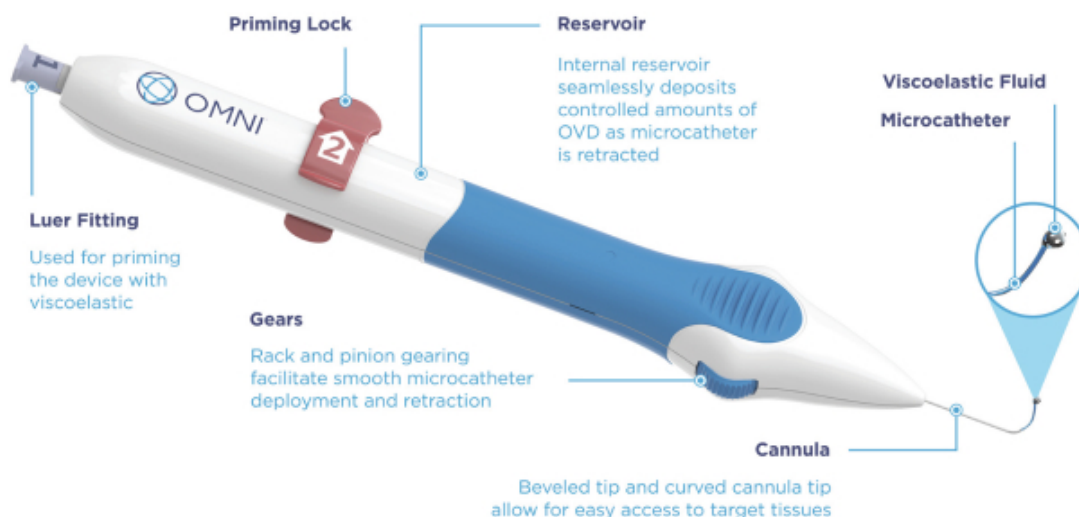 Priming Lock
Reservoir
Internal reservoir
seamlessly deposits
controlled amounts of
OVD as microcatheter
is retracted
Viscoelastic Fluid
Microcatheter
1
OMNI
2
Luer Fitting
Used for priming
the device with
viscoelastic
Gears
Rack and pinion gearing
facilitate smooth microcatheter
deployment and retraction
Cannula
Beveled tip and curved cannula tip
allow for easy access to target tissues